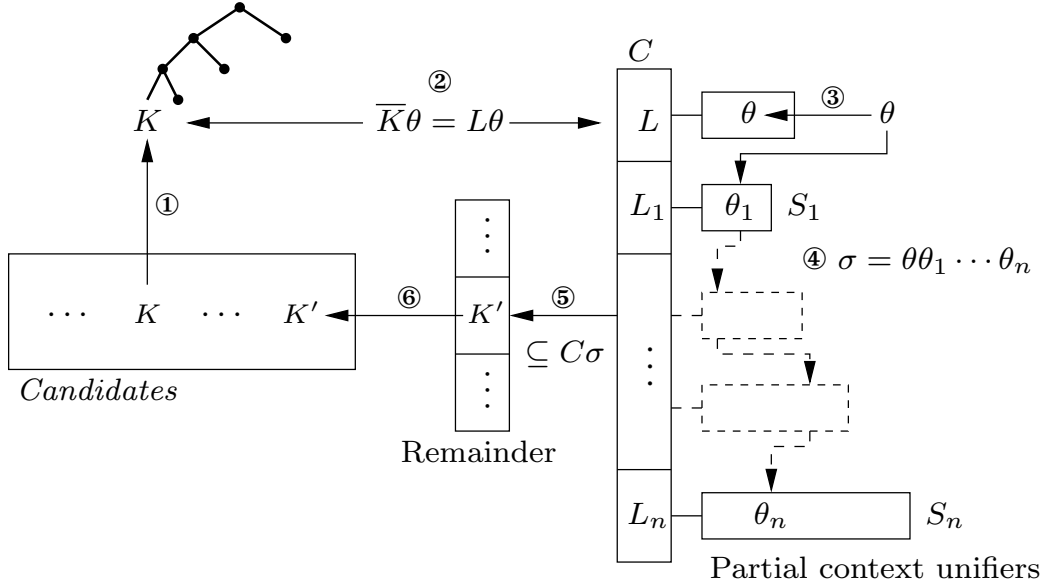 C
②
K
K̅θ = Lθ
L
θ
③
θ
①
L₁
θ₁
S₁
⋮
④ σ = θθ₁ ⋯ θₙ
⋯ K ⋯ K′
⑥
K′
⑤
⊆ Cσ
⋮
⋮
Candidates
Remainder
Lₙ
θₙ
Sₙ
Partial context unifiers